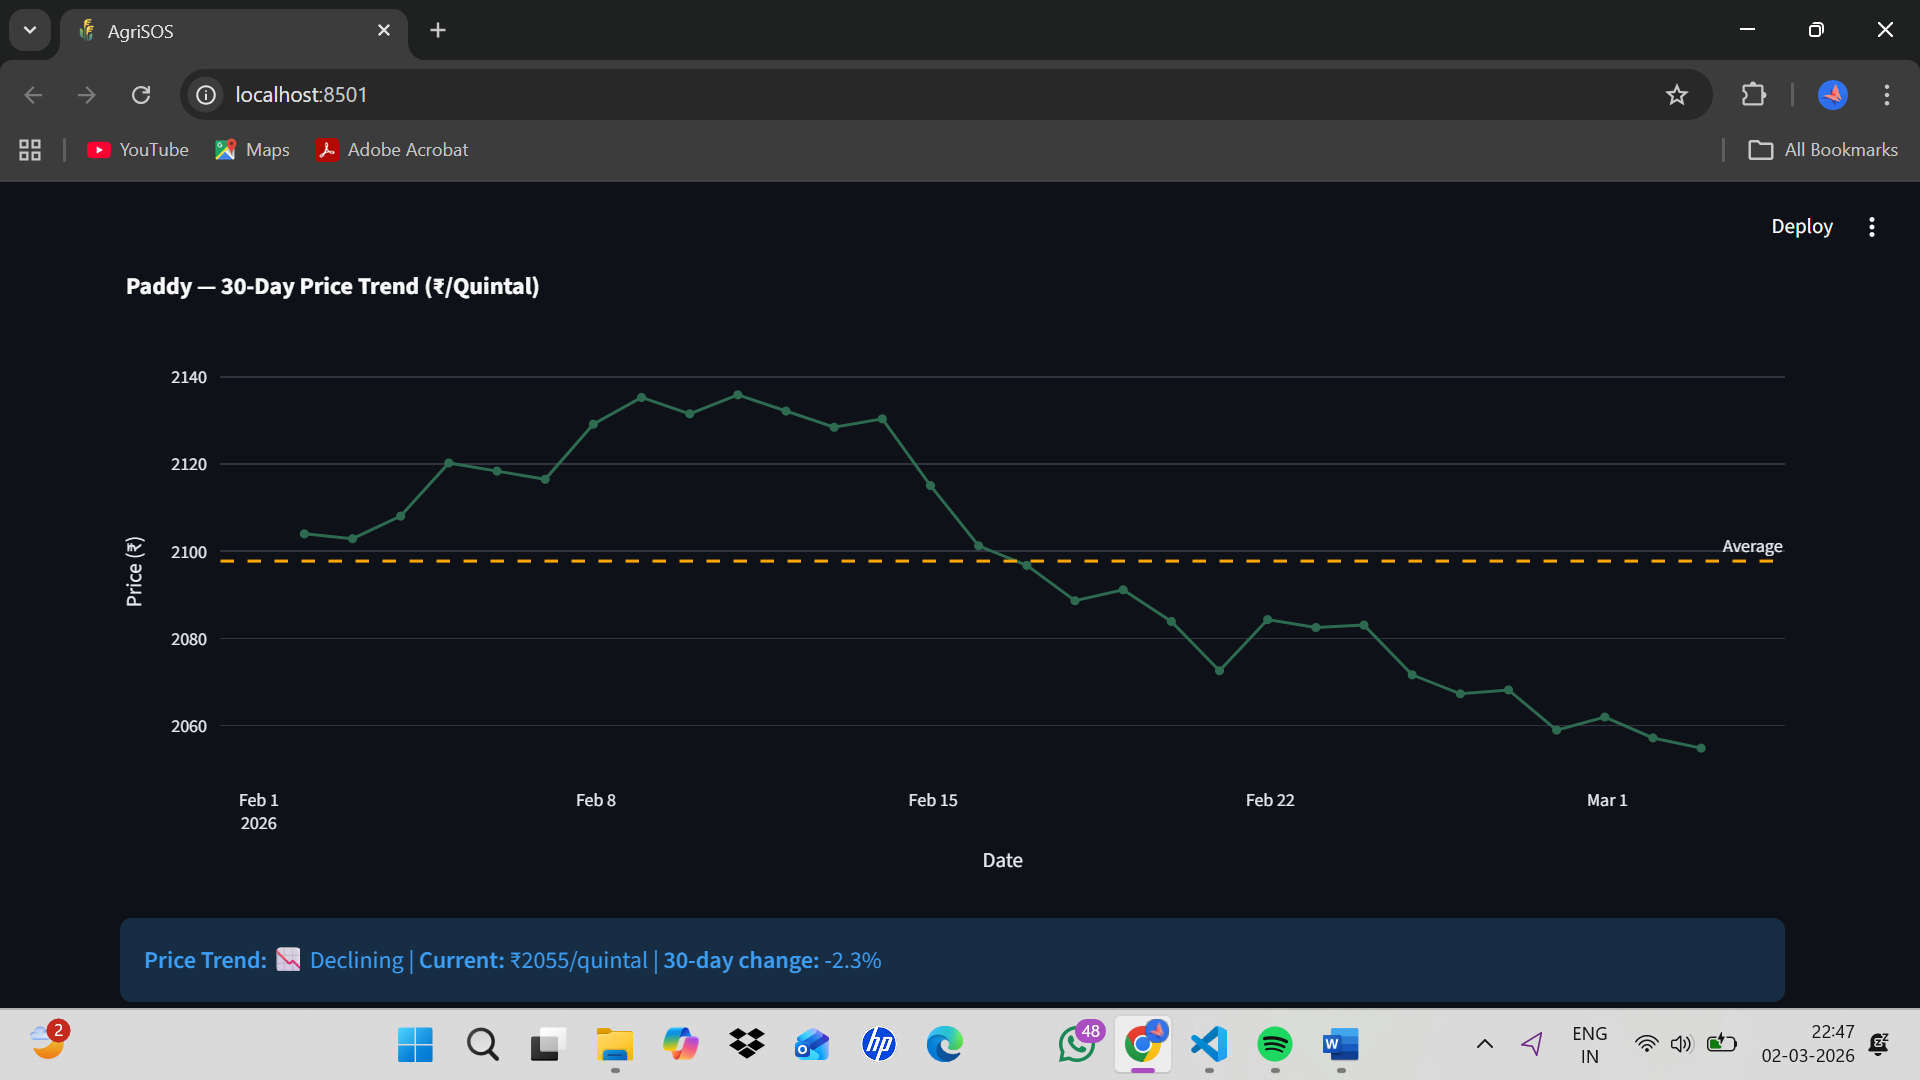 AgriSOS
localhost:8501
YouTube
Maps
Adobe Acrobat
All Bookmarks
Deploy
Paddy — 30-Day Price Trend (₹/Quintal)
2140
2120
2100
2080
2060
Price (₹)
Average
Feb 1
2026
Feb 8
Feb 15
Feb 22
Mar 1
Date
Price Trend: Declining | Current: ₹2055/quintal | 30-day change: -2.3%
2
hp
48
W
ENG
IN
22:47
02-03-2026